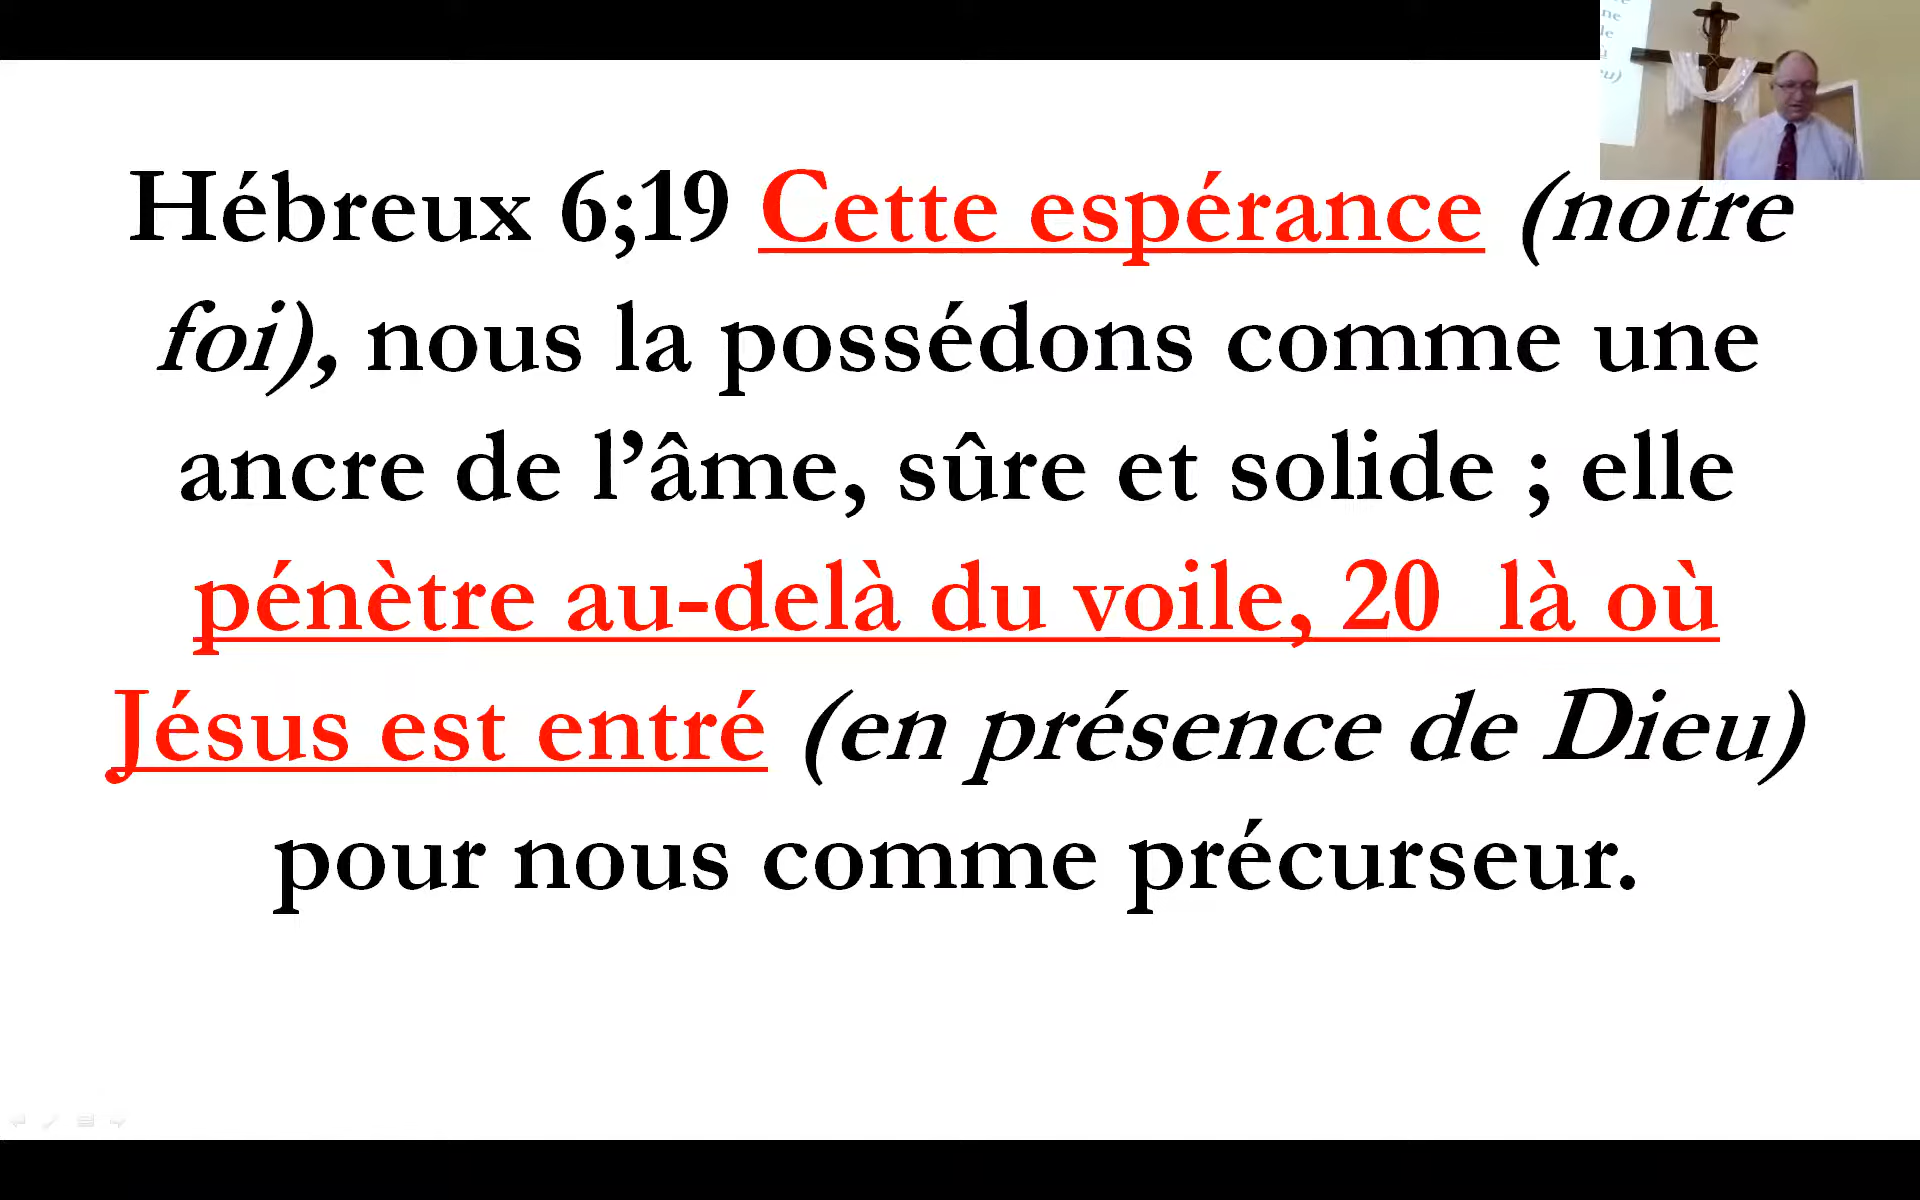 Hébreux 6;19 Cette espérance (notre
foi), nous la possédons comme une
ancre de l’âme, sûre et solide ; elle
pénètre au-delà du voile, 20  là où
Jésus est entré (en présence de Dieu)
pour nous comme précurseur.